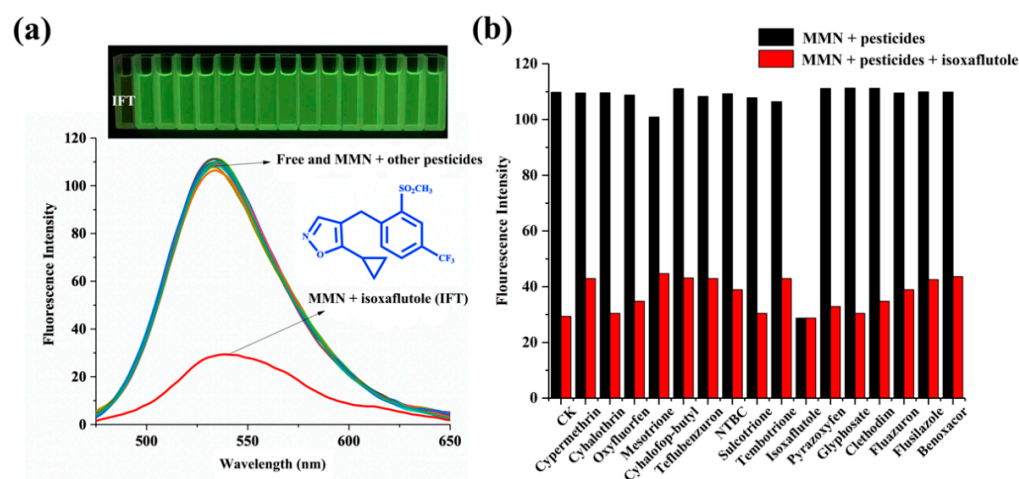 (a)
IFT
120
100
80
60
40
20
0
Fluorescence Intensity
500
550
600
650
Wavelength (nm)
Free and MMN + other pesticides
SO2CH3
N
O
CF3
MMN + isoxaflutole (IFT)
(b)
MMN + pesticides
MMN + pesticides + isoxaflutole
120
100
80
60
40
20
0
Flourescence Intensity
CK
Cypermethrin
Cyhalothrin
Oxyfluorfen
Mesotrione
Cyhalofop-butyl
Teflubenzuron
NTBC
Sulcotrione
Tembotrione
Isoxaflutole
Pyrazoxyfen
Glyphosate
Clethodim
Fluazuron
Flusilazole
Benoxacor